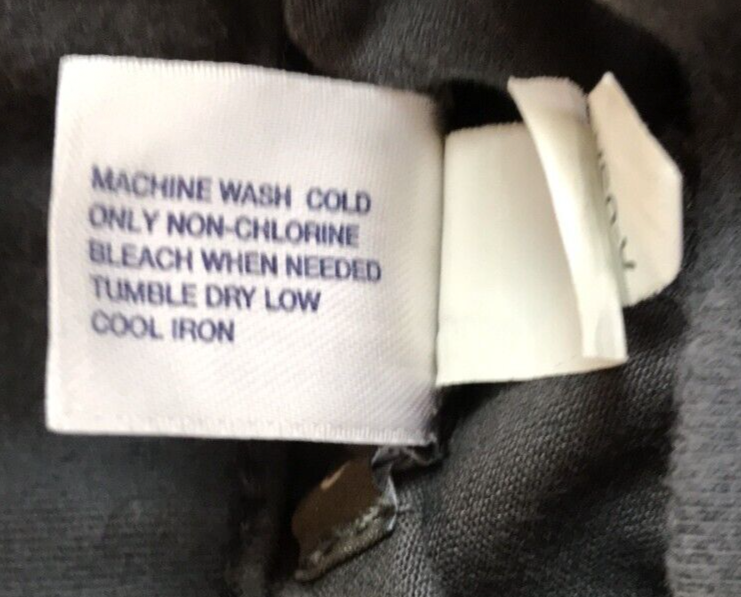 MACHINE WASH COLD
ONLY NON-CHLORINE
BLEACH WHEN NEEDED
TUMBLE DRY LOW
COOL IRON